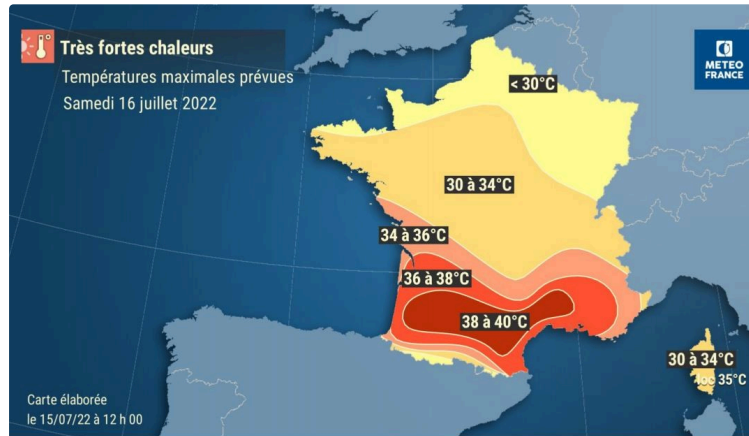 Très fortes chaleurs
Températures maximales prévues
Samedi 16 juillet 2022
METEO
FRANCE
< 30°C
30 à 34°C
34 à 36°C
36 à 38°C
38 à 40°C
30 à 34°C
loc 35°C
Carte élaborée
le 15/07/22 à 12 h 00